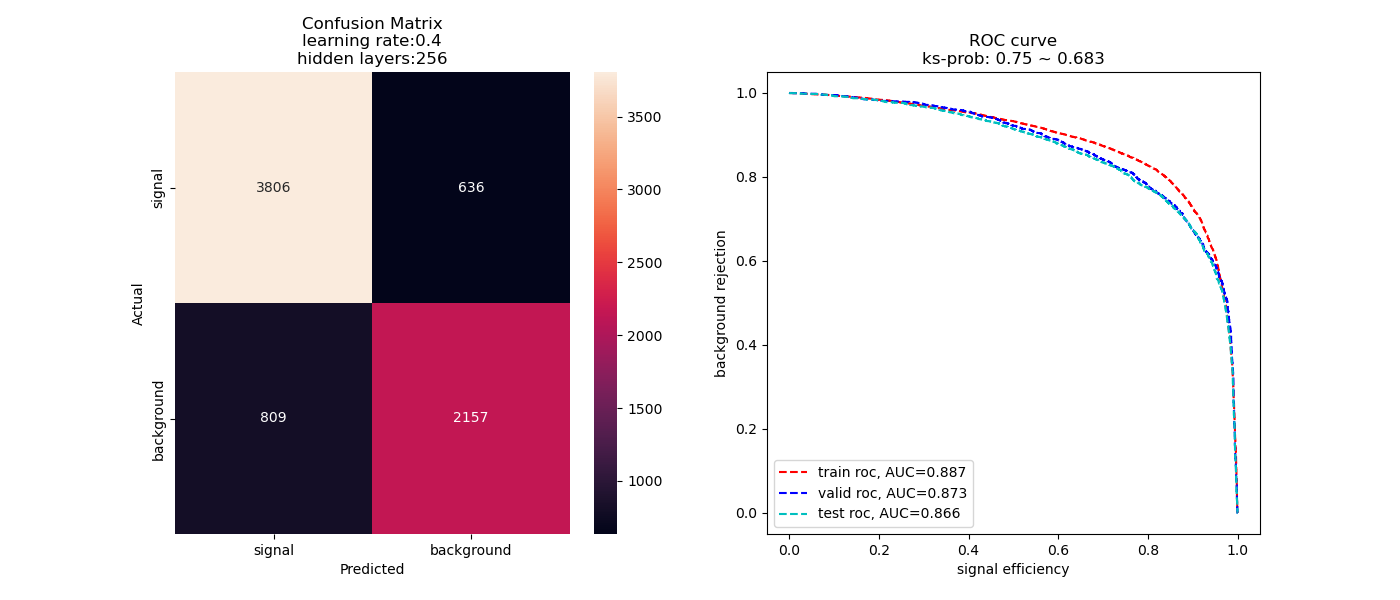 Confusion Matrix
learning rate:0.4
hidden layers:256
signal
background
Actual
3806
636
809
2157
signal
background
Predicted
3500
3000
2500
2000
1500
1000
ROC curve
ks-prob: 0.75 ~ 0.683
background rejection
1.0
0.8
0.6
0.4
0.2
0.0
train roc, AUC=0.887
valid roc, AUC=0.873
test roc, AUC=0.866
0.0
0.2
0.4
0.6
0.8
1.0
signal efficiency